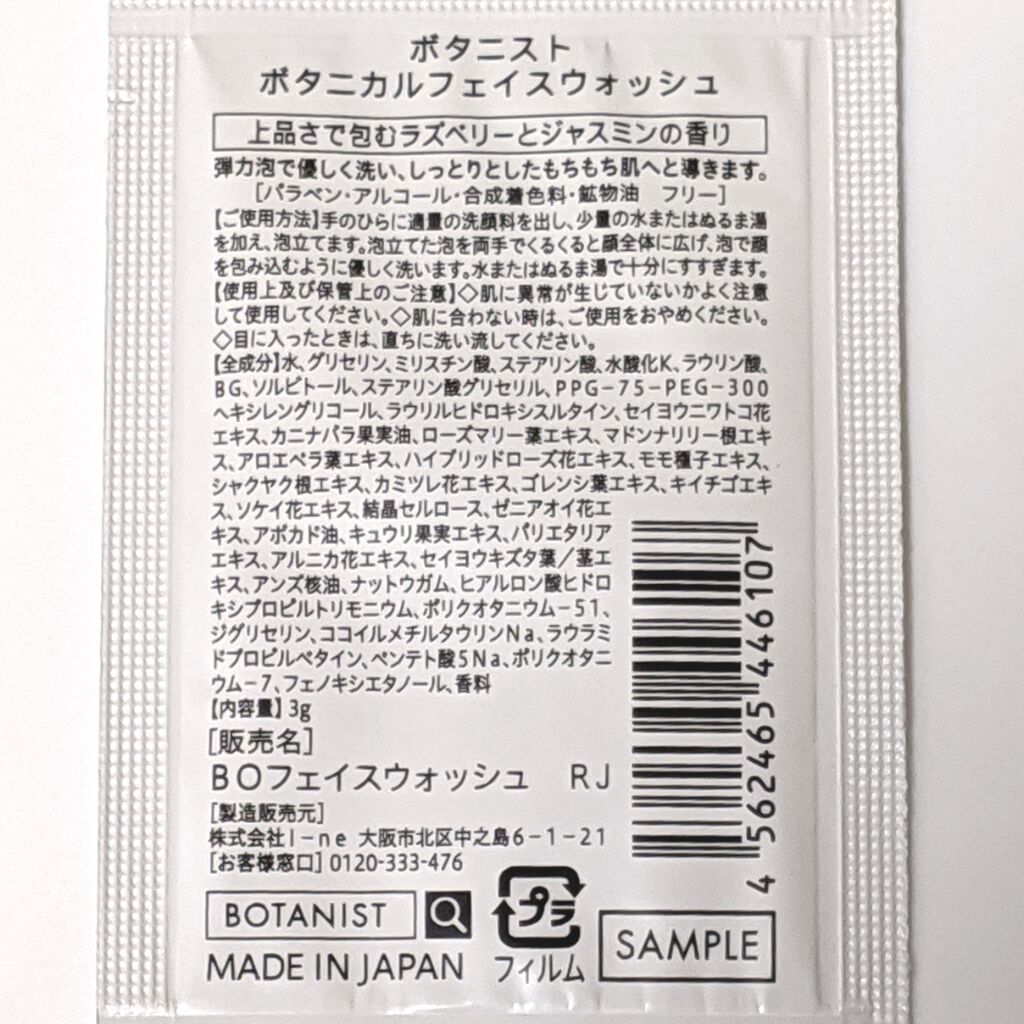 ボタニスト
ボタニカルフェイスウォッシュ
上品さで包むラズベリーとジャスミンの香り
弾力泡で優しく洗い、しっとりとしたもちもち肌へと導きます。
[パラベン・アルコール・合成着色料・鉱物油　フリー]
【ご使用方法】手のひらに適量の洗顔料を出し、少量の水またはぬるま湯
を加え、泡立てます。泡立てた泡を両手でくるくると顔全体に広げ、泡で顔
を包み込むように優しく洗います。水またはぬるま湯で十分にすすぎます。
【使用上及び保管上のご注意】◇肌に異常が生じていないかよく注意
して使用してください。◇肌に合わない時は、ご使用をおやめください。
◇目に入ったときは、直ちに洗い流してください。
【全成分】水、グリセリン、ミリスチン酸、ステアリン酸、水酸化K、ラウリン酸、
BG、ソルビトール、ステアリン酸グリセリル、PPG-75-PEG-300
ヘキシレングリコール、ラウリルヒドロキシスルタイン、セイヨウニワトコ花
エキス、カニナバラ果実油、ローズマリー葉エキス、マドンナリリー根エキ
ス、アロエベラ葉エキス、ハイブリッドローズ花エキス、モモ種子エキス、
シャクヤク根エキス、カミツレ花エキス、ゴレンシ葉エキス、キイチゴエキ
ス、ソケイ花エキス、結晶セルロース、ゼニアオイ花エ
キス、アボカド油、キュウリ果実エキス、パリエタリア
エキス、アルニカ花エキス、セイヨウキズタ葉／茎エ
キス、アンズ核油、ナットウガム、ヒアルロン酸ヒドロ
キシプロピルトリモニウム、ポリクオタニウム-51、
ジグリセリン、ココイルメチルタウリンNa、ラウラミ
ドプロピルベタイン、ペンテト酸5Na、ポリクオタニ
ウム-7、フェノキシエタノール、香料
【内容量】3g
[販売名]
BOフェイスウォッシュ　RJ
[製造販売元]
株式会社I-ne 大阪市北区中之島6-1-21
[お客様窓口] 0120-333-476
BOTANIST
MADE IN JAPAN
プラ
フィルム
SAMPLE
4 562465 446107